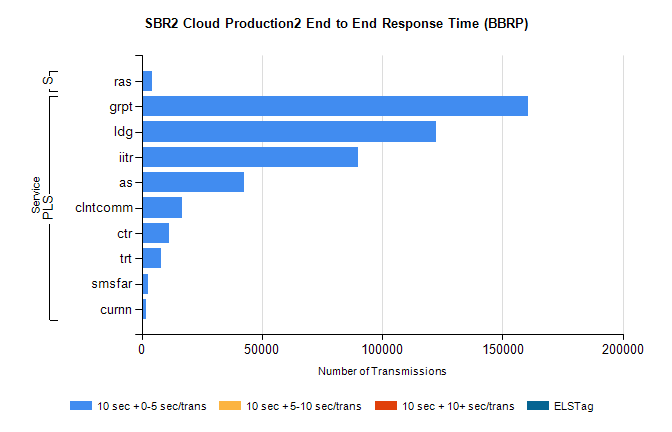 SBR2 Cloud Production2 End to End Response Time (BBRP)
S
ras
grpt
ldg
iitr
as
clntcomm
ctr
trt
smsfar
cumn
Service
PLS
0 50000 100000 150000 200000
Number of Transmissions
10 sec +0-5 sec/trans 10 sec +5-10 sec/trans 10 sec + 10+ sec/trans ELSTag